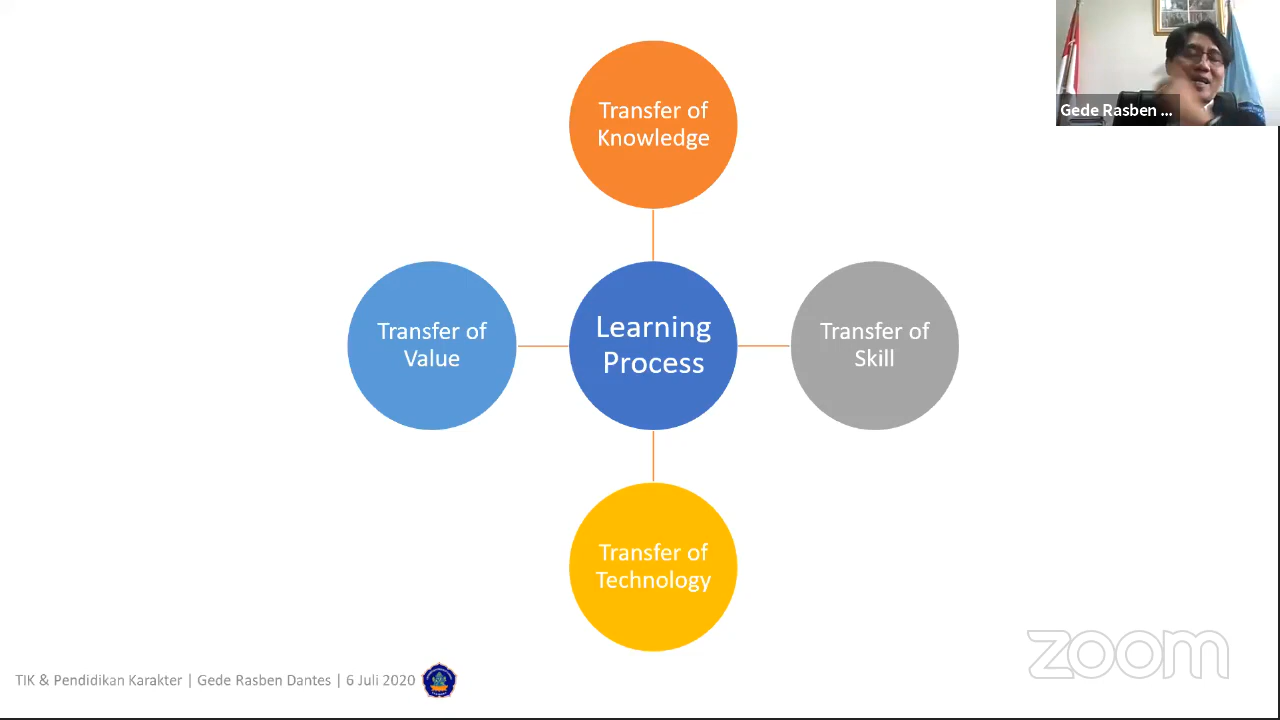 Transfer of
Knowledge
Gede Rasben ...
Transfer of
Value
Learning
Process
Transfer of
Skill
Transfer of
Technology
zoom
TIK & Pendidikan Karakter | Gede Rasben Dantes | 6 Juli 2020